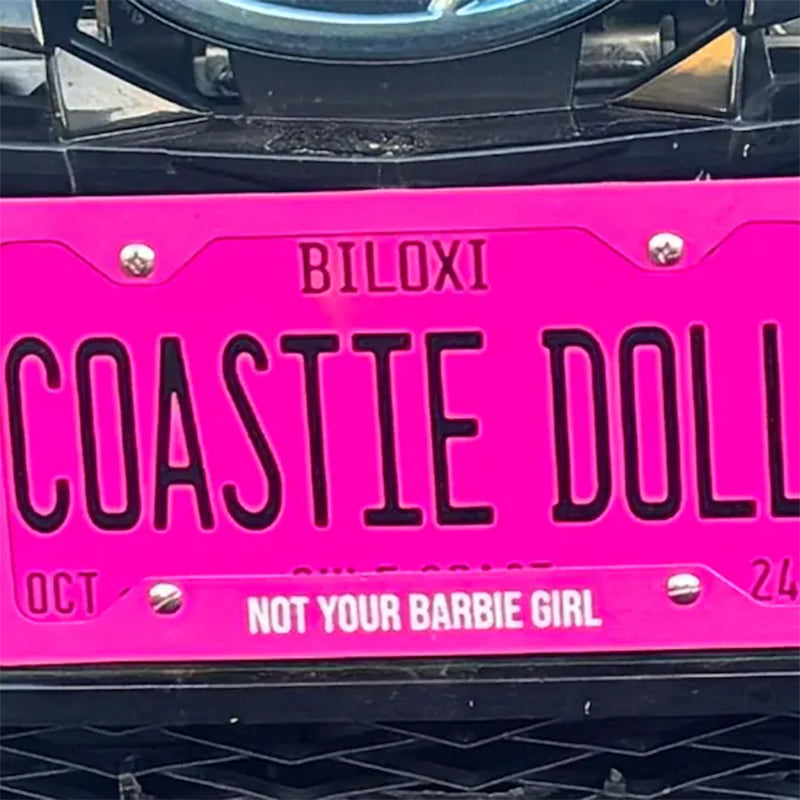 BILOXI
COASTIE DOLL
OCT 24
NOT YOUR BARBIE GIRL